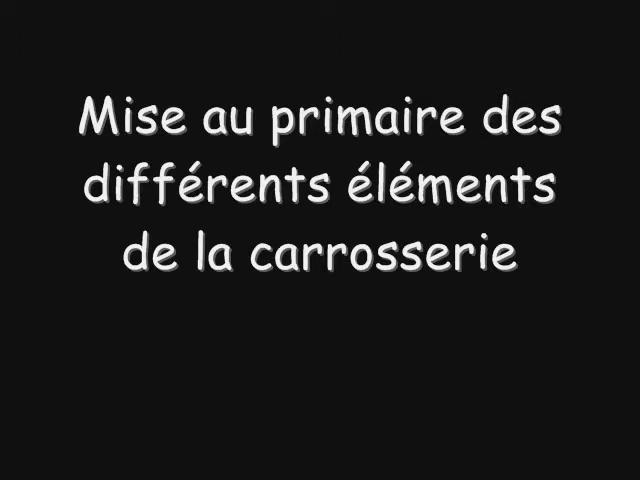 Mise au primaire des
différents éléments
de la carrosserie